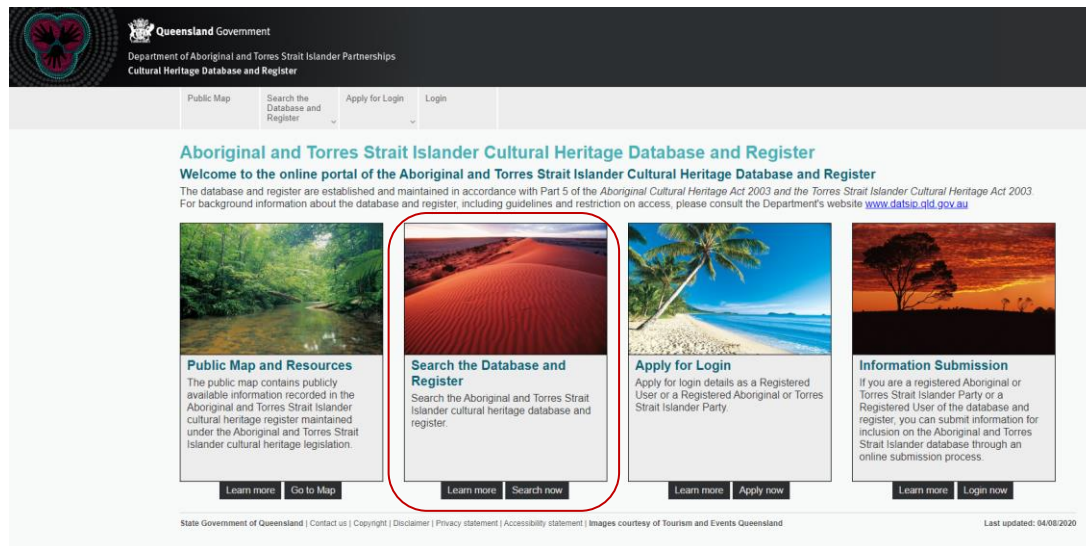 Queensland Government
Department of Aboriginal and Torres Strait Islander Partnerships
Cultural Heritage Database and Register
Public Map
Search the
Database and
Register
Apply for Login
Login
Aboriginal and Torres Strait Islander Cultural Heritage Database and Register
Welcome to the online portal of the Aboriginal and Torres Strait Islander Cultural Heritage Database and Register
The database and register are established and maintained in accordance with Part 5 of the Aboriginal Cultural Heritage Act 2003 and the Torres Strait Islander Cultural Heritage Act 2003.
For background information about the database and register, including guidelines and restriction on access, please consult the Department's website www.datsip.qld.gov.au
Public Map and Resources
The public map contains publicly
available information recorded in the
Aboriginal and Torres Strait Islander
cultural heritage register maintained
under the Aboriginal and Torres Strait
Islander cultural heritage legislation.
Learn more
Go to Map
Search the Database and
Register
Search the Aboriginal and Torres Strait
Islander cultural heritage database and
register.
Learn more
Search now
Apply for Login
Apply for login details as a Registered
User or a Registered Aboriginal or Torres
Strait Islander Party.
Learn more
Apply now
Information Submission
If you are a registered Aboriginal or
Torres Strait Islander Party or a
Registered User of the database and
register, you can submit information for
inclusion on the Aboriginal and Torres
Strait Islander database through an
online submission process.
Learn more
Login now
State Government of Queensland | Contact us | Copyright | Disclaimer | Privacy statement | Accessibility statement | Images courtesy of Tourism and Events Queensland
Last updated: 04/08/2020